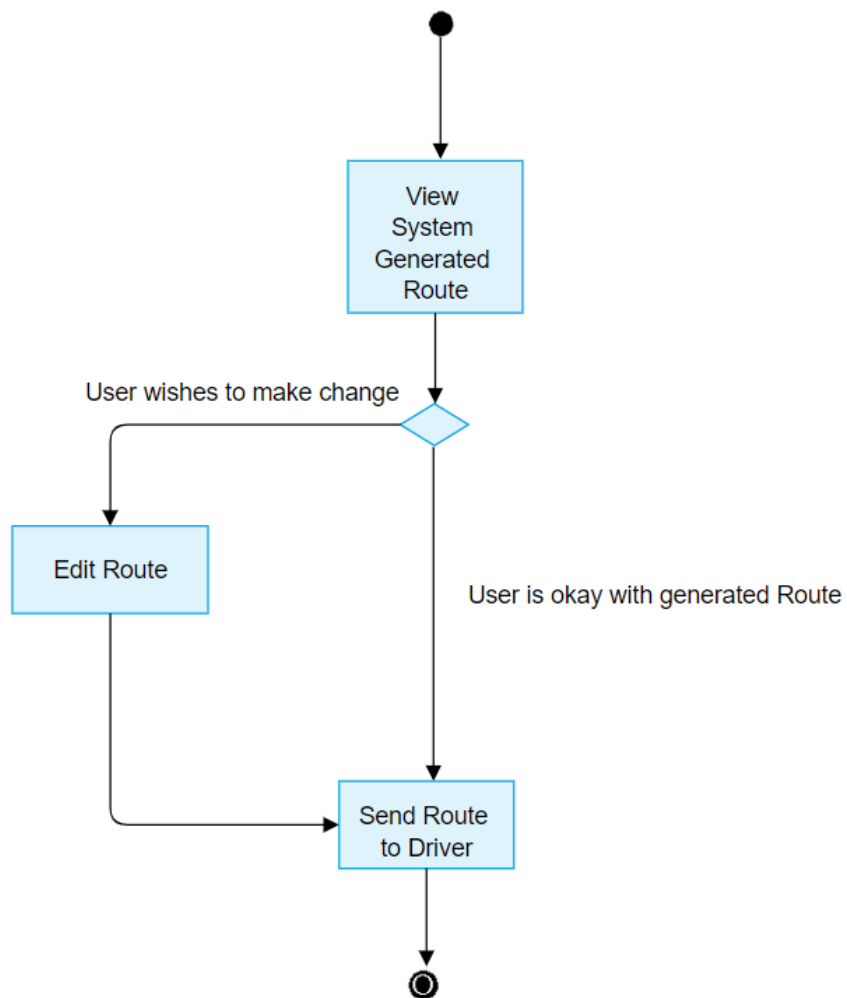 View
System
Generated
Route
User wishes to make change
Edit Route
User is okay with generated Route
Send Route
to Driver